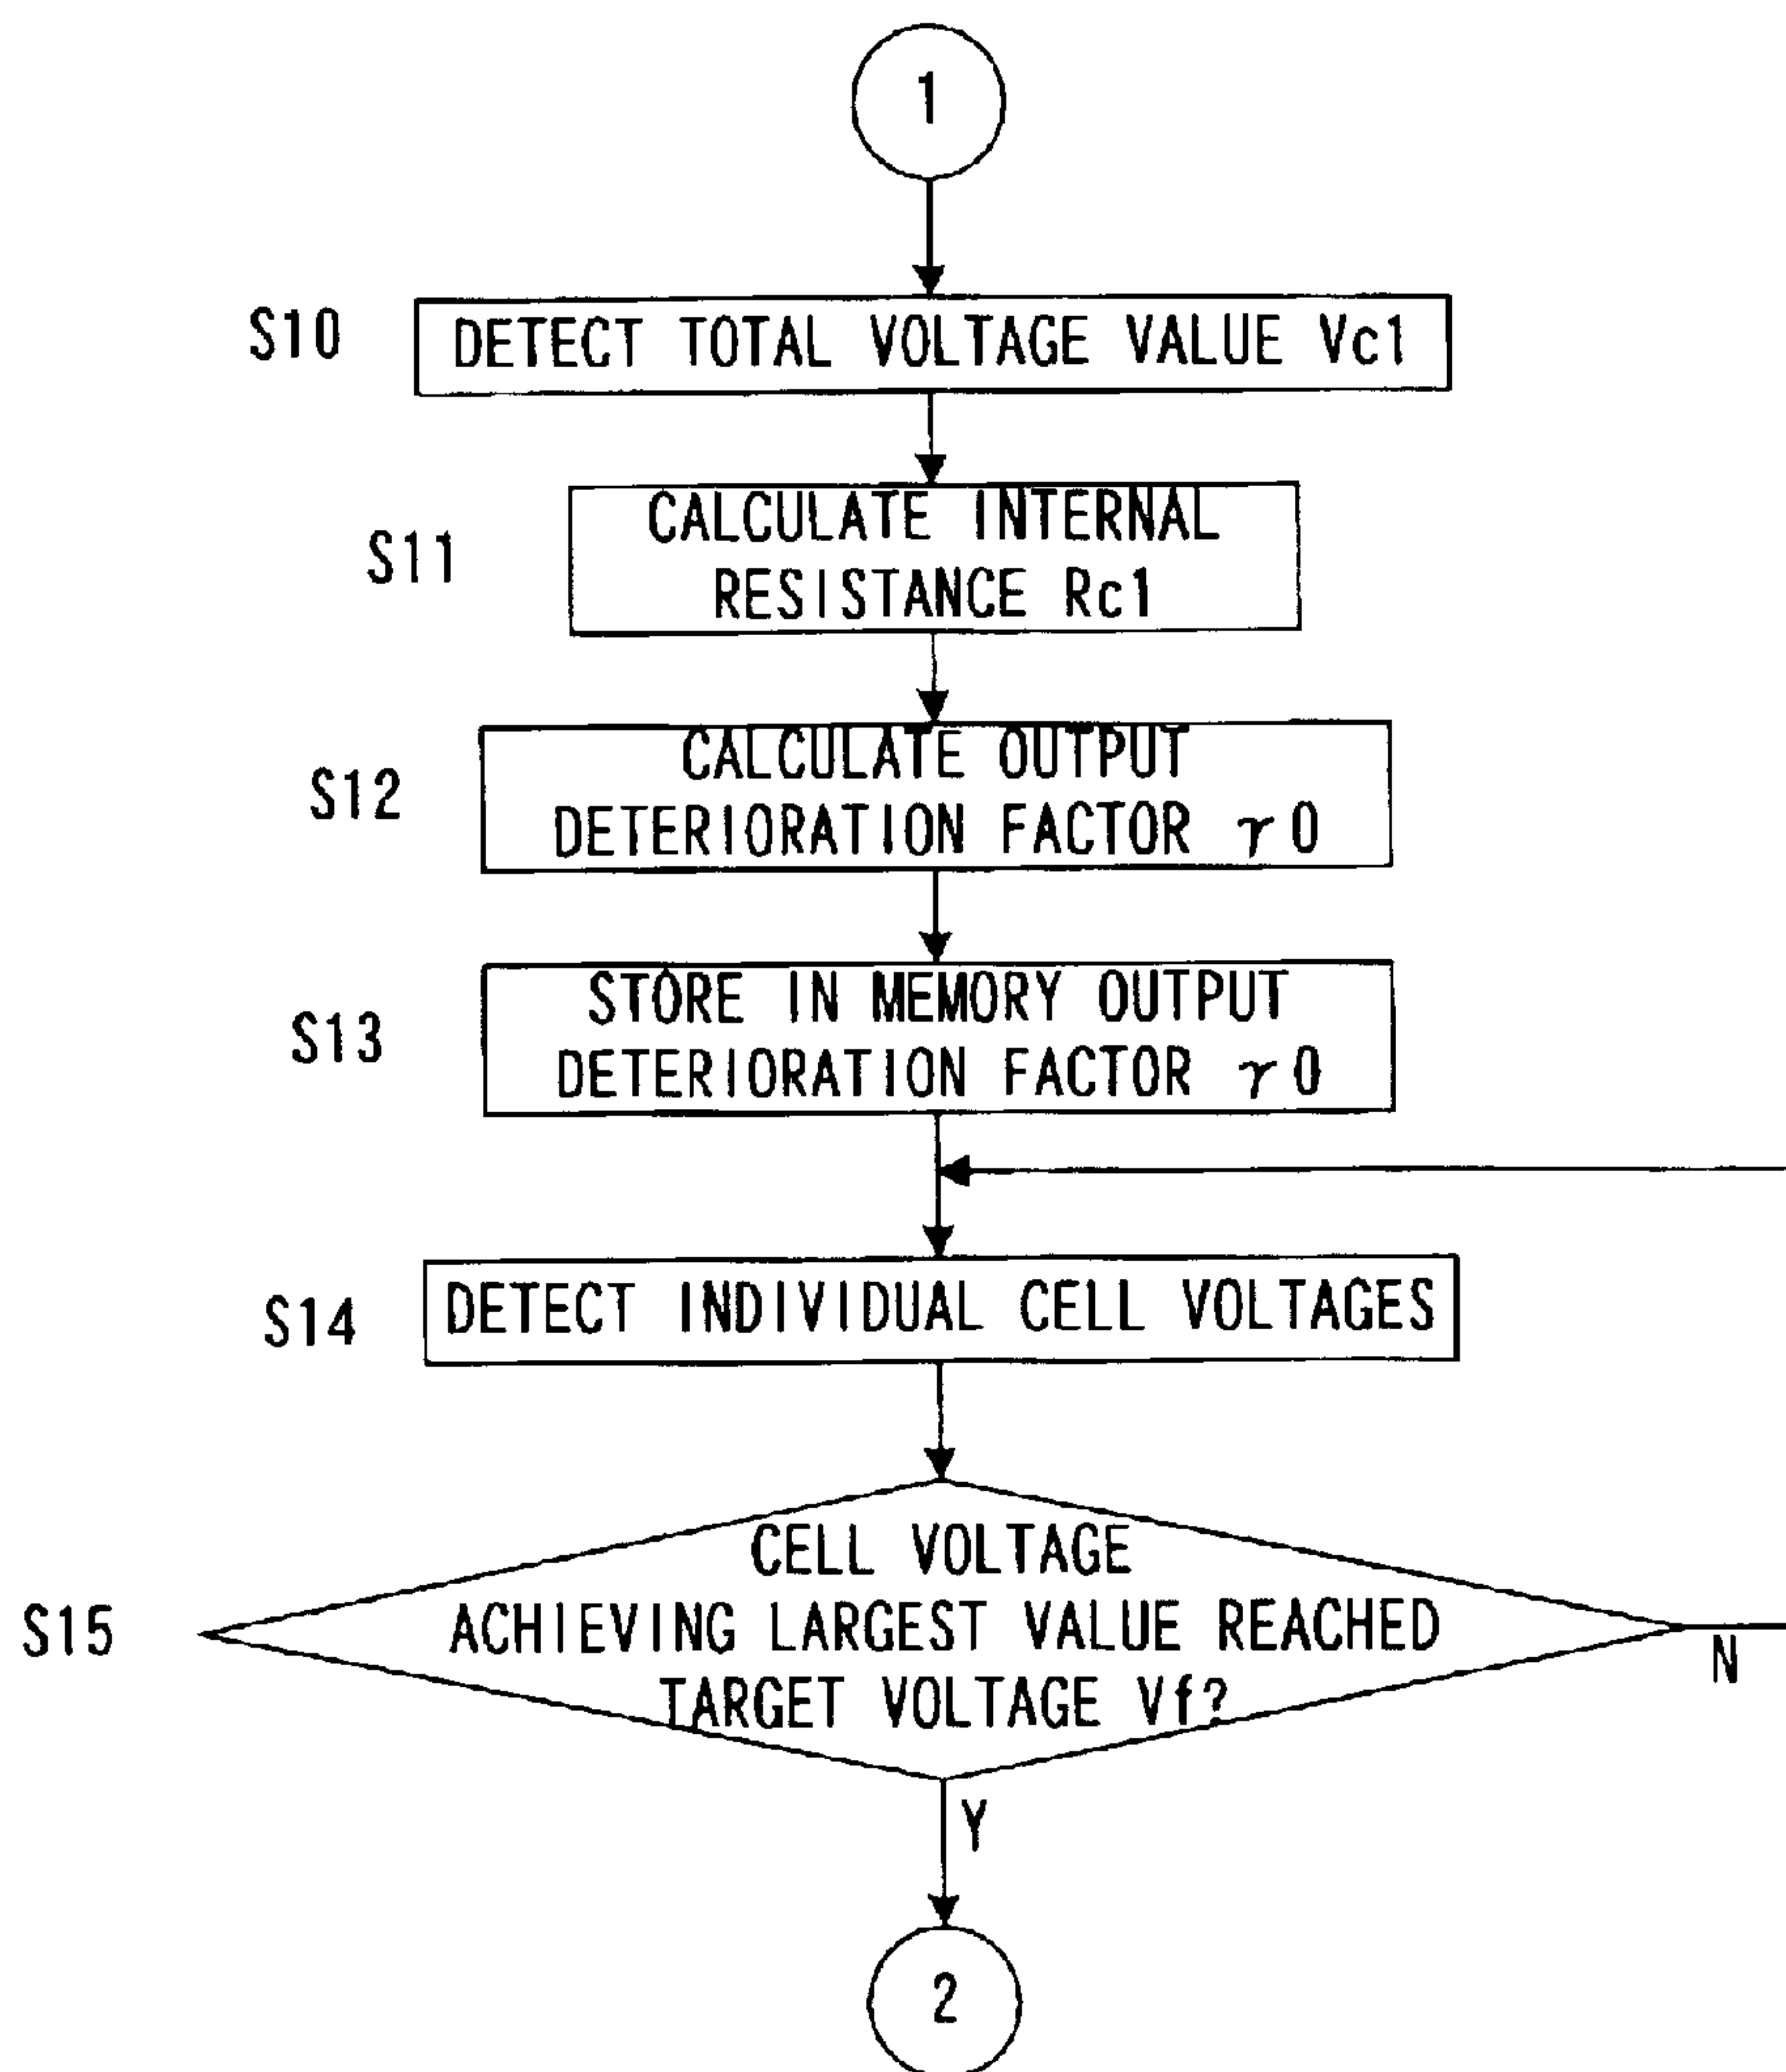 1
S10
DETECT TOTAL VOLTAGE VALUE Vc1
S11
CALCULATE INTERNAL
RESISTANCE Rc1
S12
CALCULATE OUTPUT
DETERIORATION FACTOR γ0
S13
STORE IN MEMORY OUTPUT
DETERIORATION FACTOR γ0
S14
DETECT INDIVIDUAL CELL VOLTAGES
S15
CELL VOLTAGE
ACHIEVING LARGEST VALUE REACHED
TARGET VOLTAGE Vf?
N
Y
2